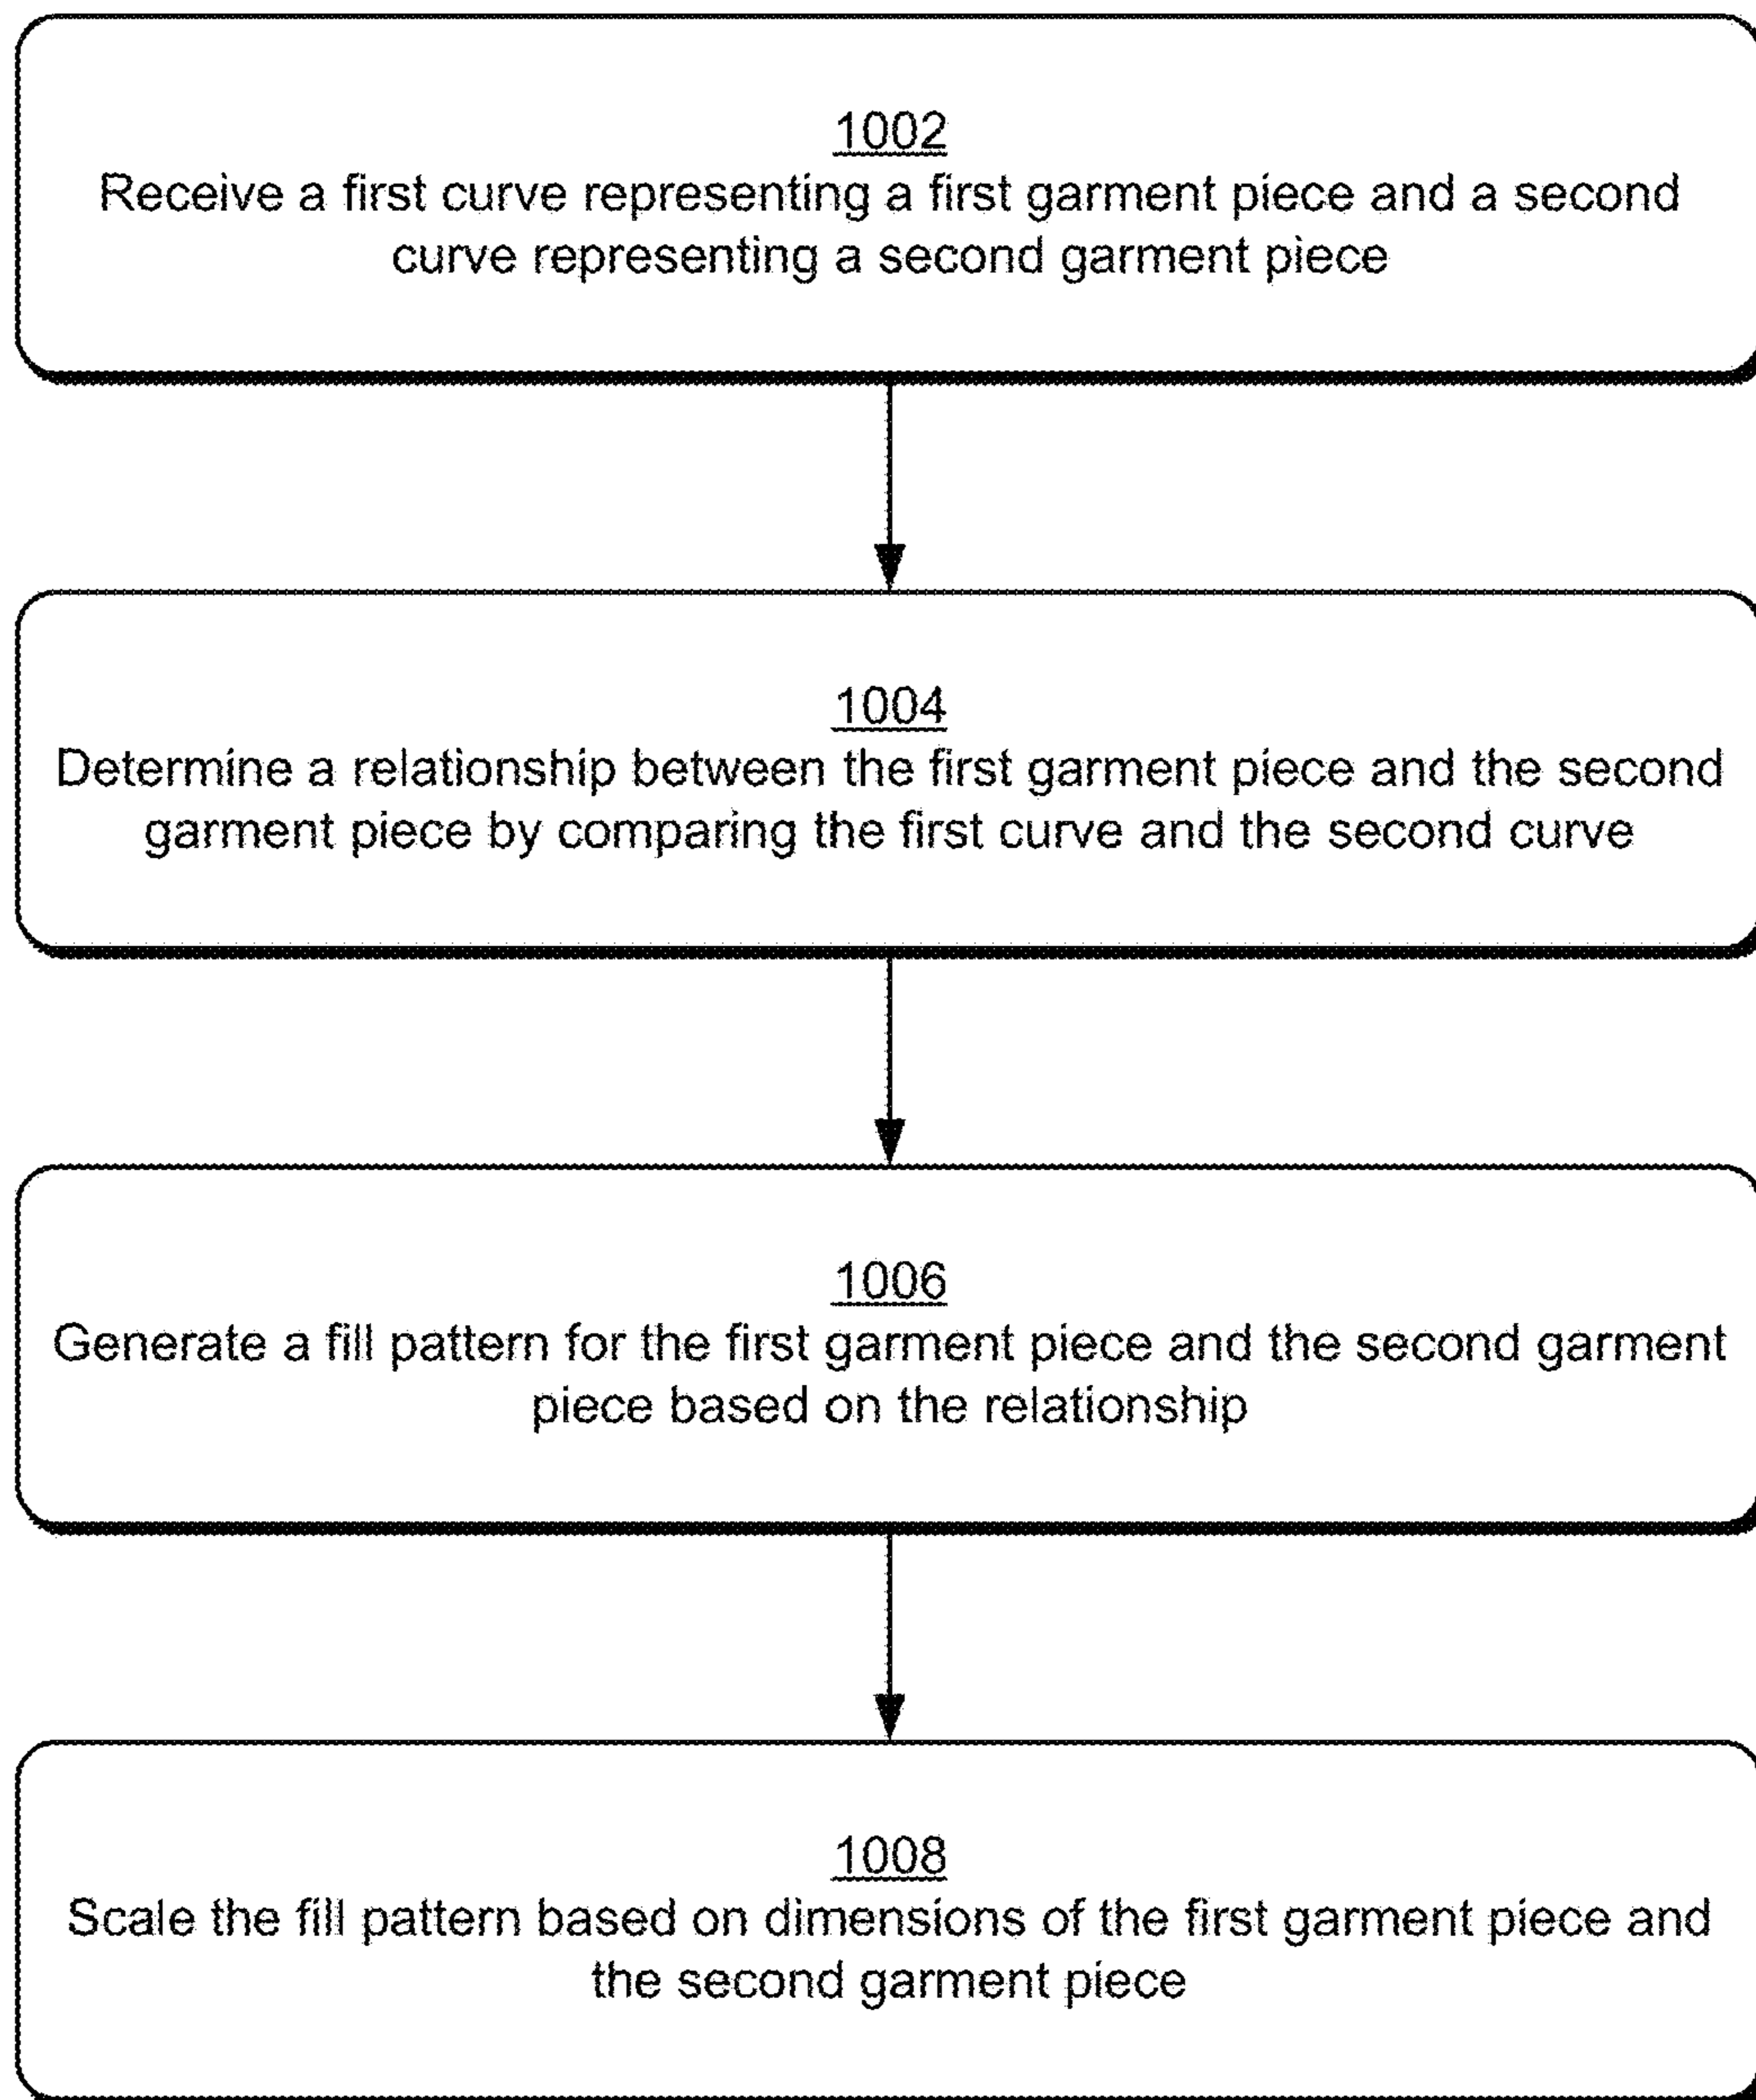 1002
Receive a first curve representing a first garment piece and a second
curve representing a second garment piece
1004
Determine a relationship between the first garment piece and the second
garment piece by comparing the first curve and the second curve
1006
Generate a fill pattern for the first garment piece and the second garment
piece based on the relationship
1008
Scale the fill pattern based on dimensions of the first garment piece and
the second garment piece